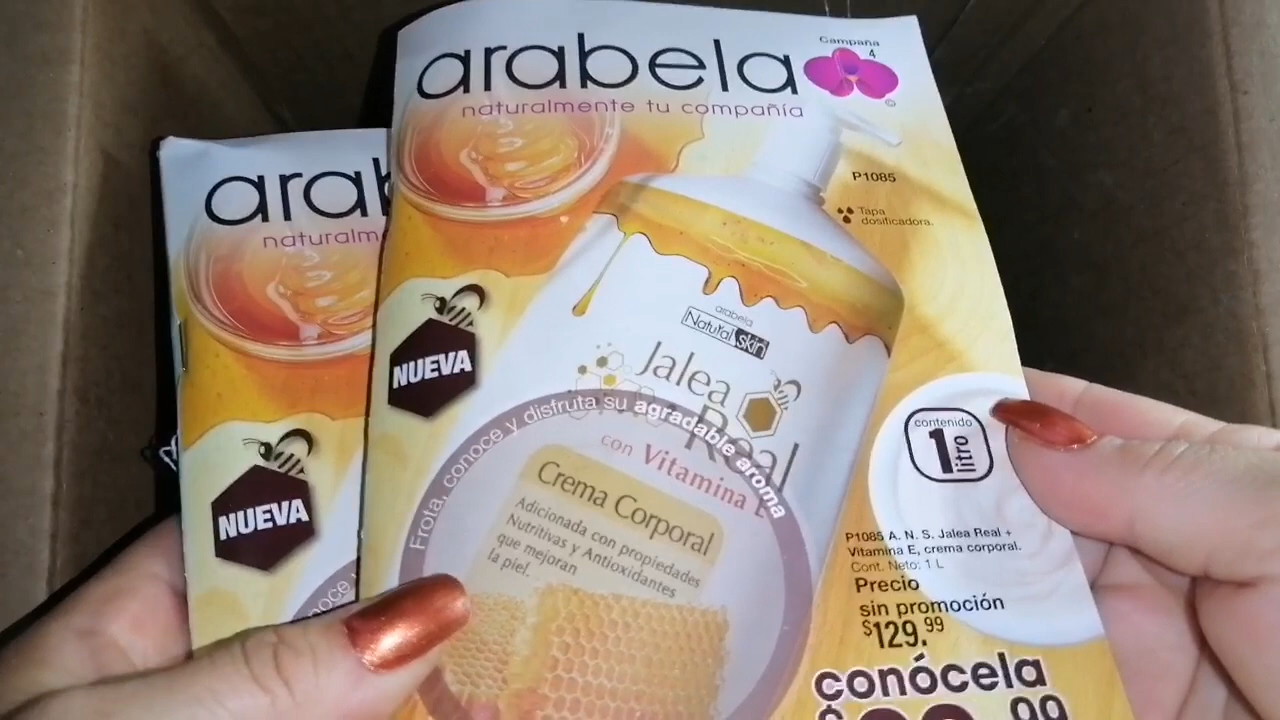 arabela
naturalmente tu compañía
Campaña
4
©
P1085
Tapa
dosificadora.
NUEVA
arabela
Natural skin
Jalea
Real
con Vitamina E
Frota, conoce y disfruta su agradable aroma
Crema Corporal
Adicionada con propiedades
Nutritivas y Antioxidantes
que mejoran
la piel.
contenido
1 litro
P1085 A. N. S. Jalea Real +
Vitamina E, crema corporal.
Cont. Neto: 1 L
Precio
sin promoción
$129.99
conócela
.99
NUEVA